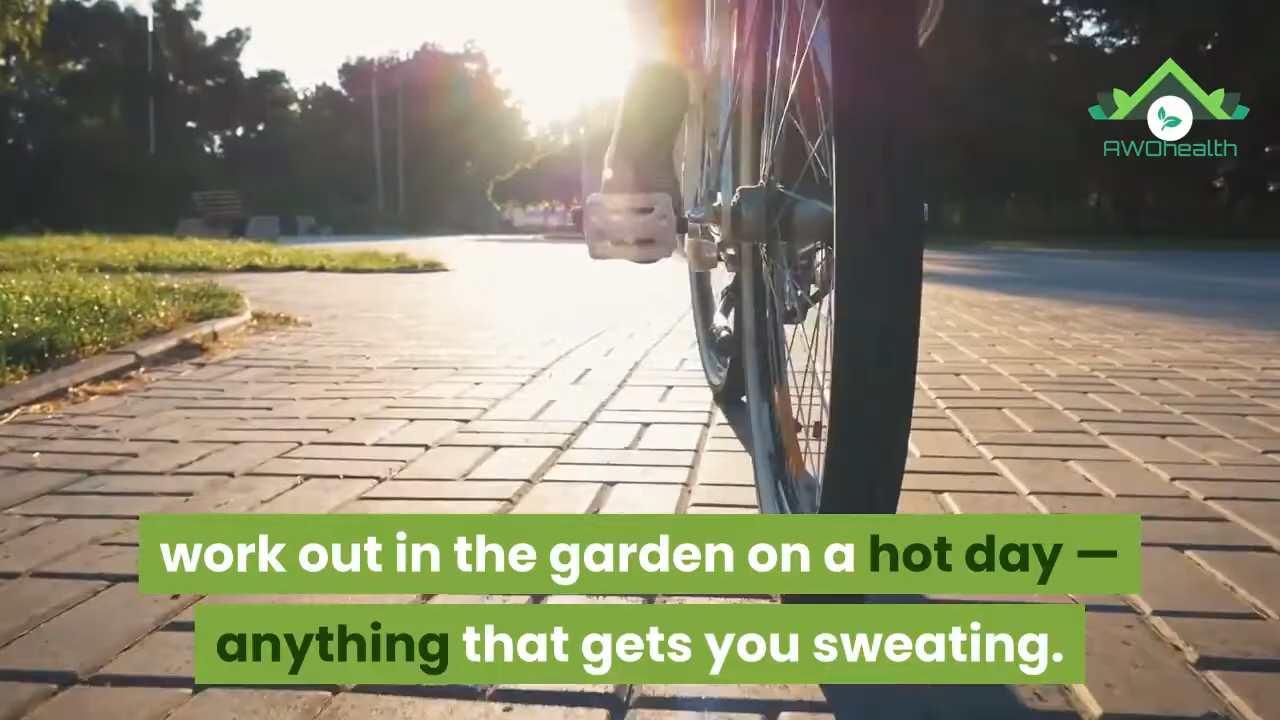 AWOhealth
work out in the garden on a hot day —
anything that gets you sweating.